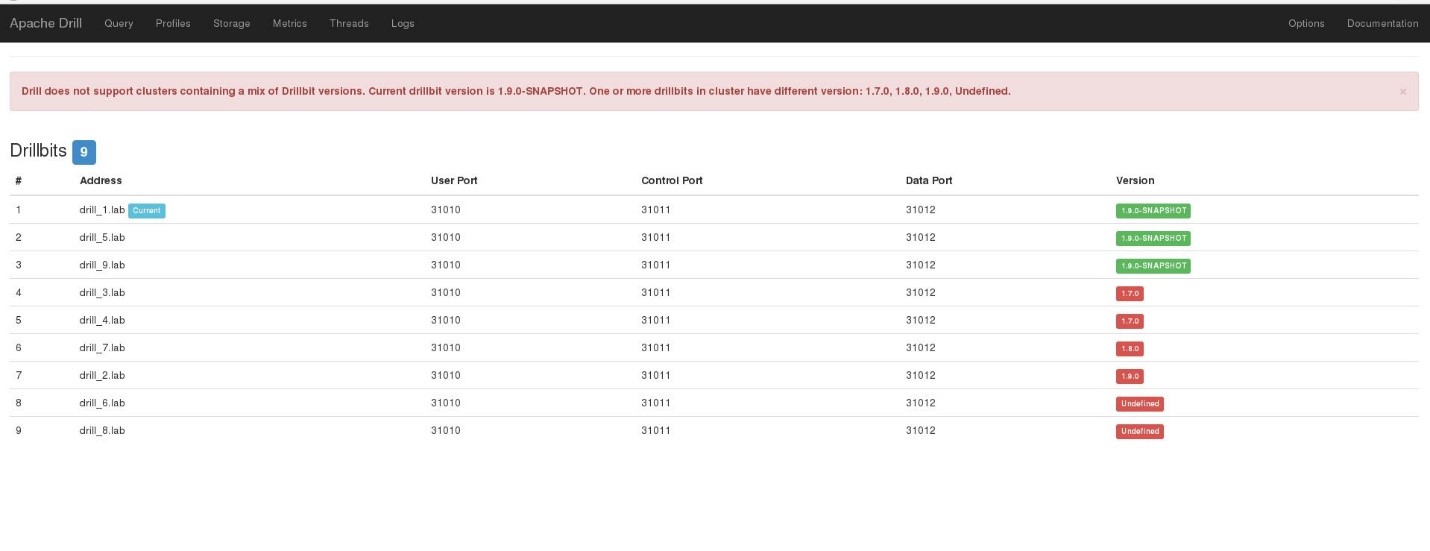 Apache Drill Query Profiles Storage Metrics Threads Logs Options Documentation
Drill does not support clusters containing a mix of Drillbit versions. Current drillbit version is 1.9.0-SNAPSHOT. One or more drillbits in cluster have different version: 1.7.0, 1.8.0, 1.9.0, Undefined. ×
Drillbits 9
# Address User Port Control Port Data Port Version
1 drill_1.lab Current 31010 31011 31012 1.9.0-SNAPSHOT
2 drill_5.lab 31010 31011 31012 1.9.0-SNAPSHOT
3 drill_9.lab 31010 31011 31012 1.9.0-SNAPSHOT
4 drill_3.lab 31010 31011 31012 1.7.0
5 drill_4.lab 31010 31011 31012 1.7.0
6 drill_7.lab 31010 31011 31012 1.8.0
7 drill_2.lab 31010 31011 31012 1.9.0
8 drill_6.lab 31010 31011 31012 Undefined
9 drill_8.lab 31010 31011 31012 Undefined